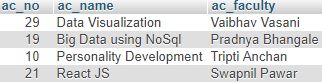 ac_no ac_name ac_faculty
29 Data Visualization Vaibhav Vasani
19 Big Data using NoSql Pradnya Bhangale
10 Personality Development Tripti Anchan
21 React JS Swapnil Pawar